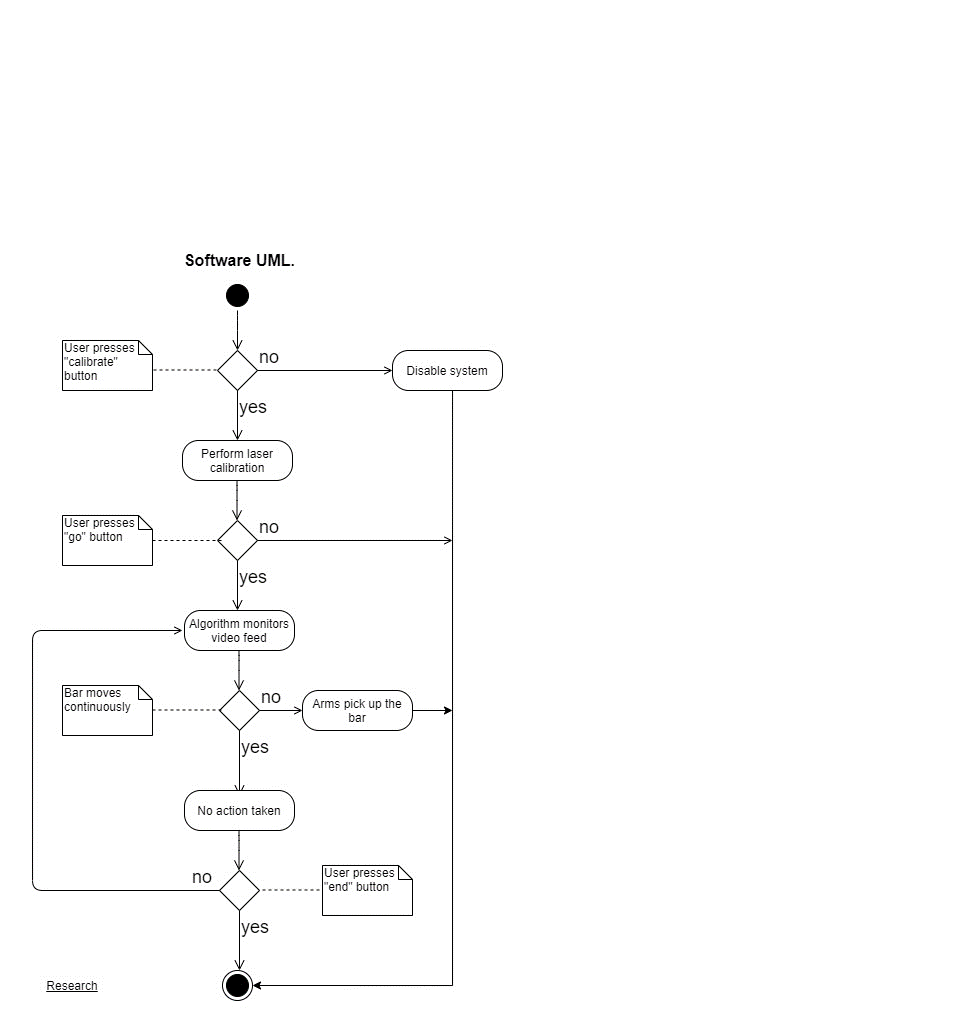 Software UML.
User presses
"calibrate"
button
no
Disable system
yes
Perform laser
calibration
User presses
"go" button
no
yes
Algorithm monitors
video feed
Bar moves
continuously
no
Arms pick up the
bar
yes
No action taken
no
User presses
"end" button
yes
Research